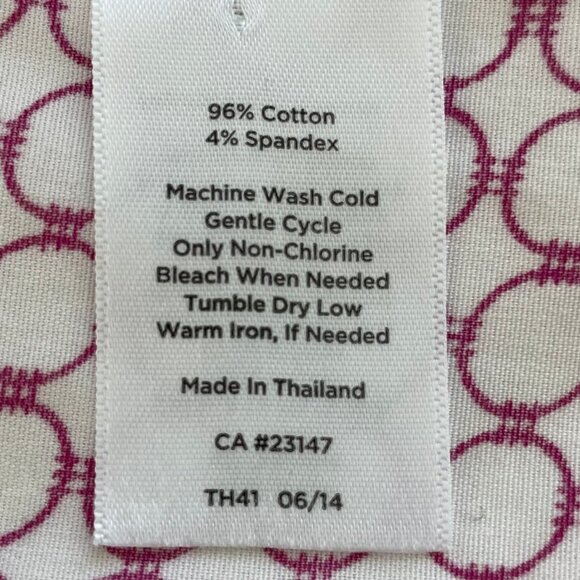 96% Cotton
4% Spandex
Machine Wash Cold
Gentle Cycle
Only Non-Chlorine
Bleach When Needed
Tumble Dry Low
Warm Iron, If Needed
Made In Thailand
CA #23147
TH41 06/14